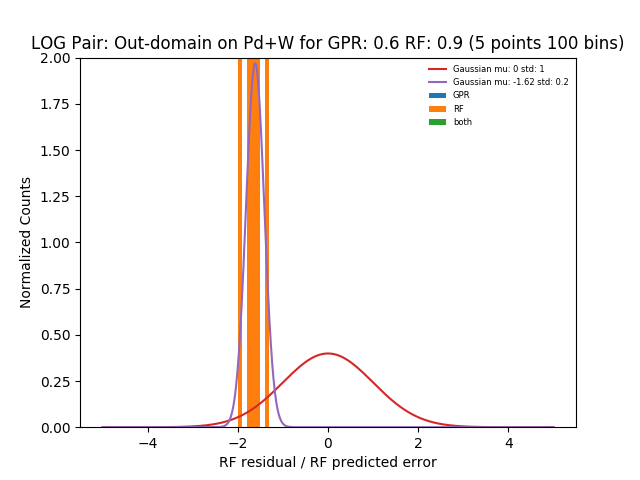 LOG Pair: Out-domain on Pd+W for GPR: 0.6 RF: 0.9 (5 points 100 bins)
Gaussian mu: 0 std: 1
Gaussian mu: -1.62 std: 0.2
GPR
RF
both
Normalized Counts
2.00
1.75
1.50
1.25
1.00
0.75
0.50
0.25
0.00
−4 −2 0 2 4
RF residual / RF predicted error